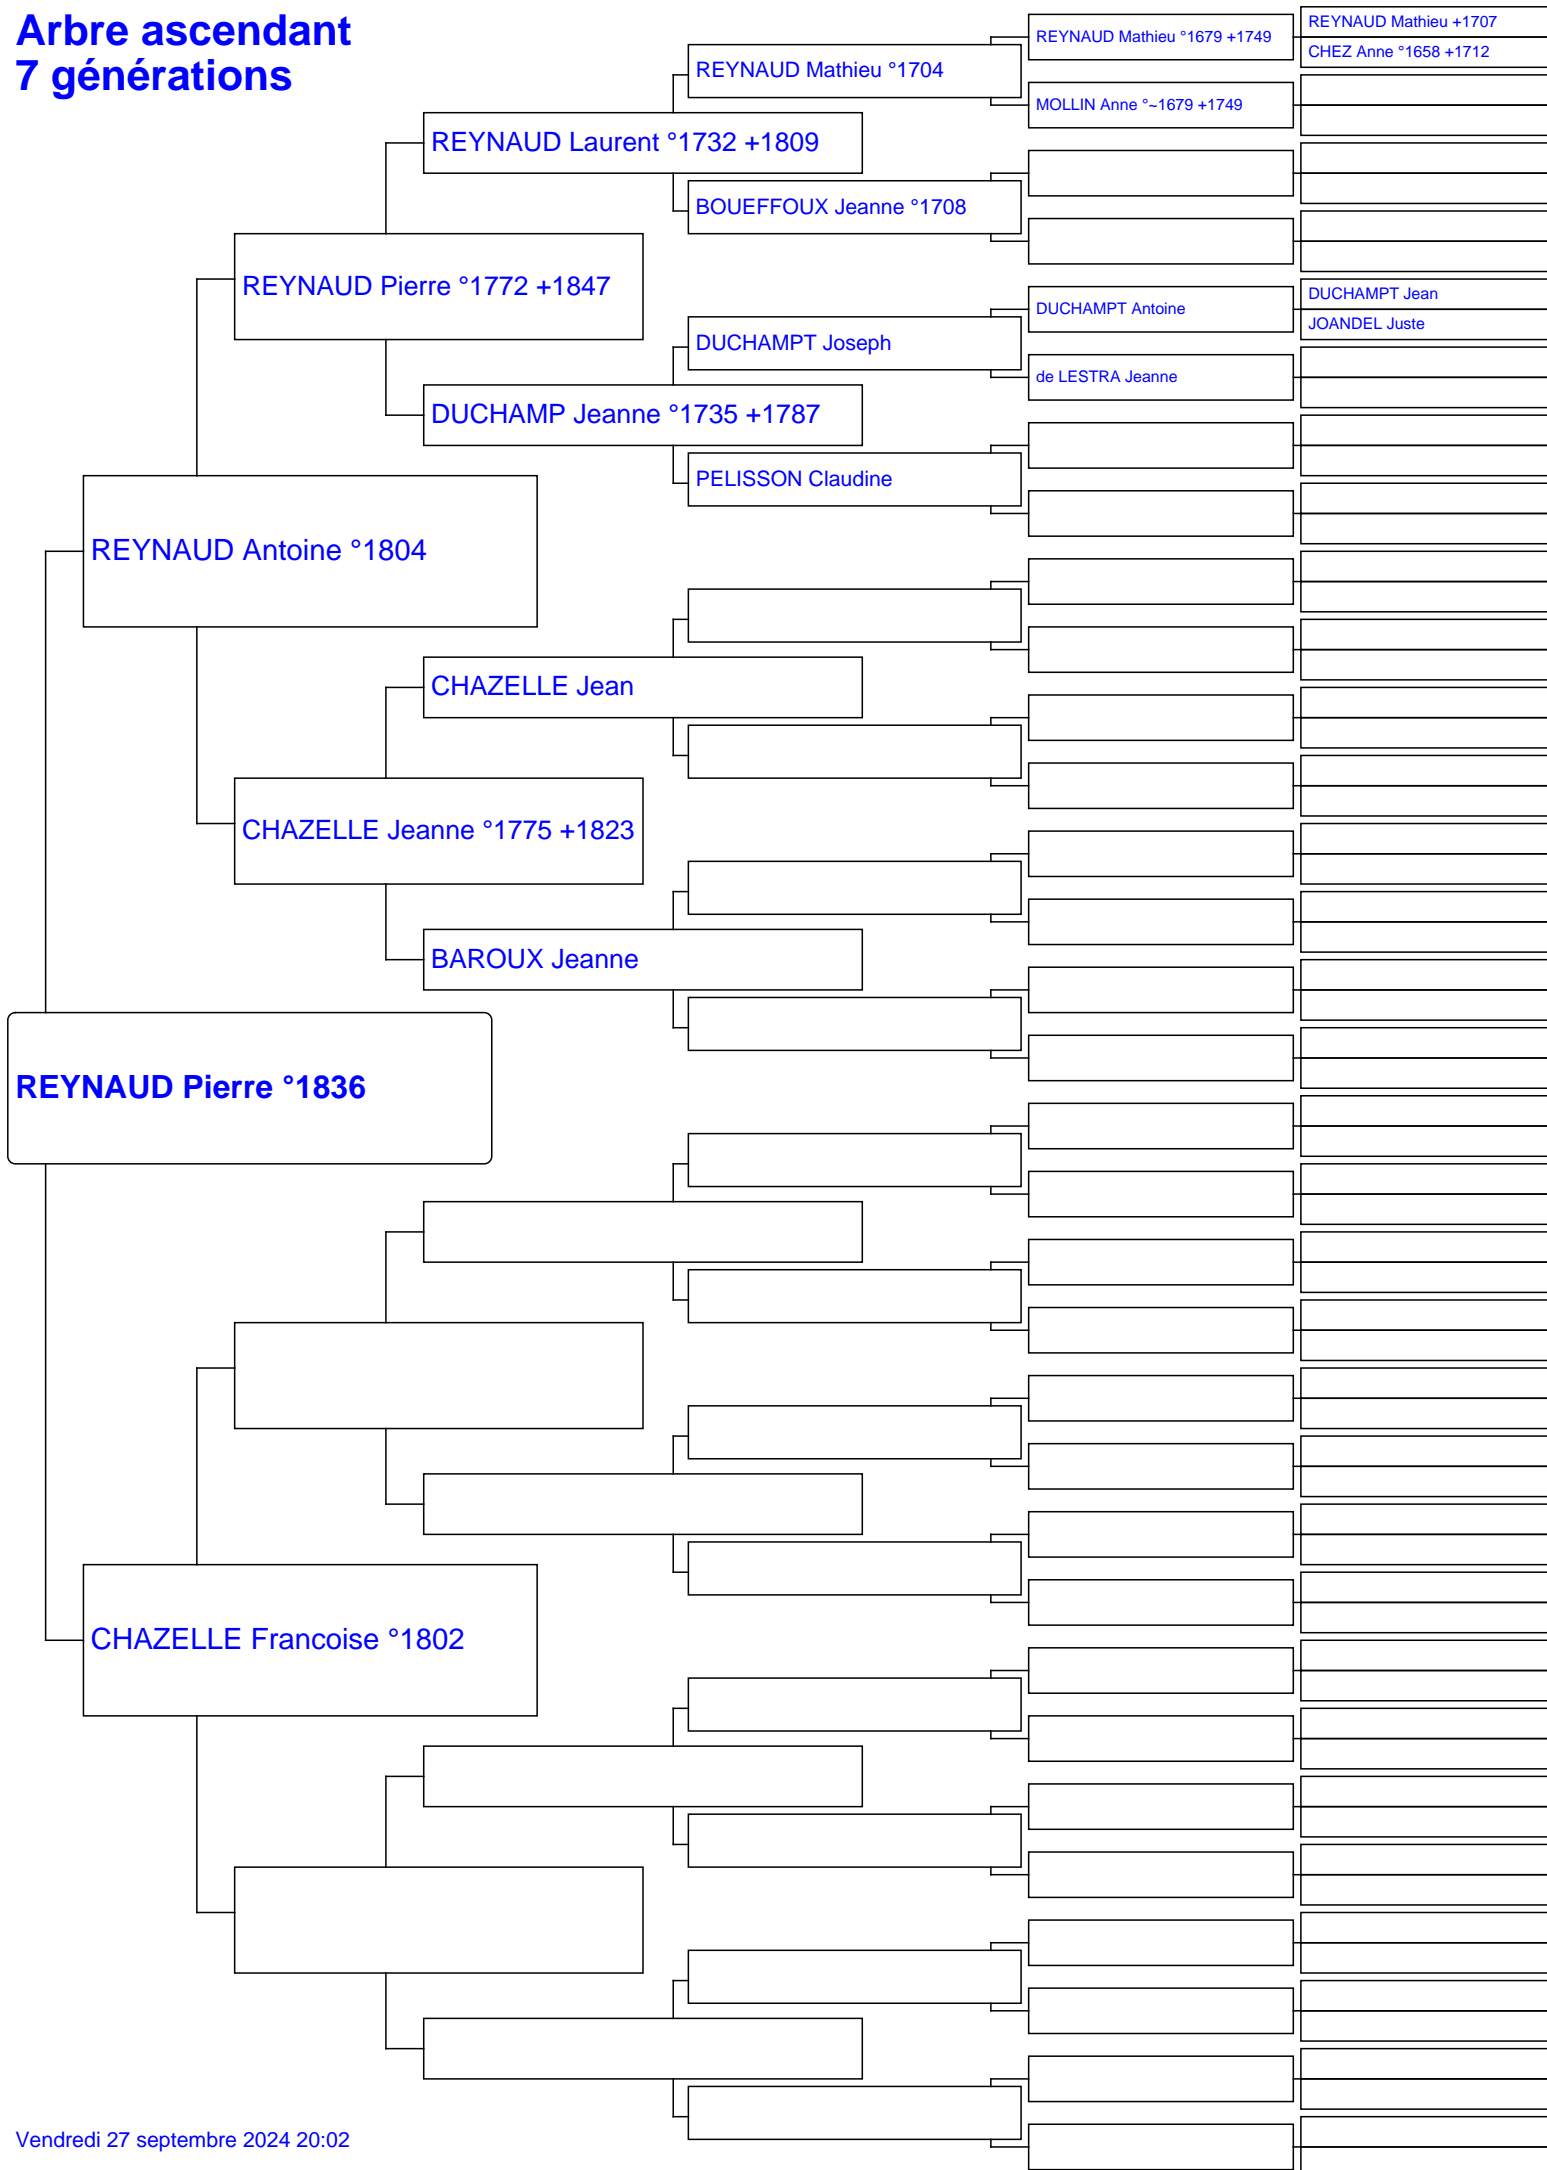 Arbre ascendant
7 générations
REYNAUD Mathieu +1707
REYNAUD Mathieu °1679 +1749
CHEZ Anne °1658 +1712
REYNAUD Mathieu °1704
MOLLIN Anne °~1679 +1749
REYNAUD Laurent °1732 +1809
BOUEFFOUX Jeanne °1708
REYNAUD Pierre °1772 +1847
DUCHAMPT Jean
DUCHAMPT Antoine
JOANDEL Juste
DUCHAMPT Joseph
de LESTRA Jeanne
DUCHAMP Jeanne °1735 +1787
PELISSON Claudine
REYNAUD Antoine °1804
CHAZELLE Jean
CHAZELLE Jeanne °1775 +1823
BAROUX Jeanne
REYNAUD Pierre °1836
CHAZELLE Francoise °1802
Vendredi 27 septembre 2024 20:02